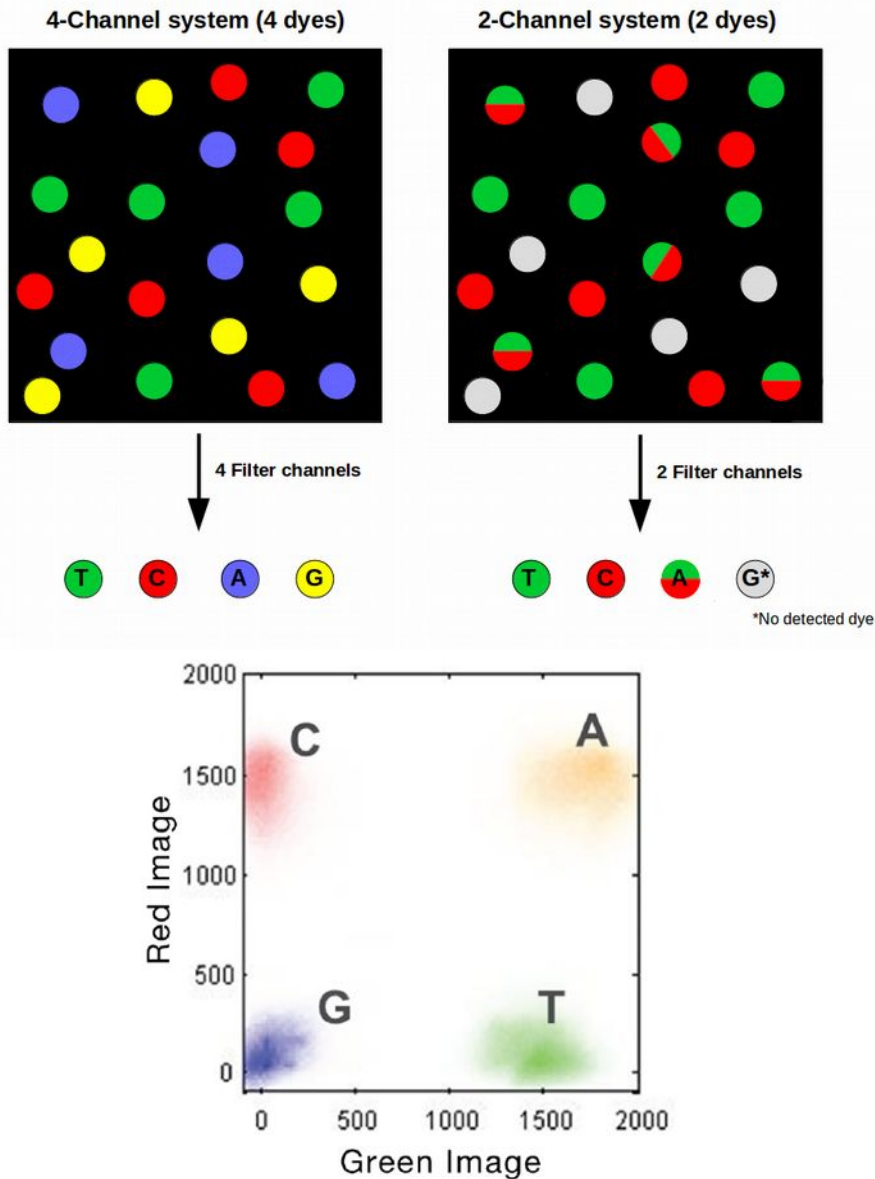 4-Channel system (4 dyes)
2-Channel system (2 dyes)
4 Filter channels
2 Filter channels
T C A G
T C A G*
*No detected dye
2000
1500
1000
500
0
Red Image
C
A
G
T
0 500 1000 1500 2000
Green Image